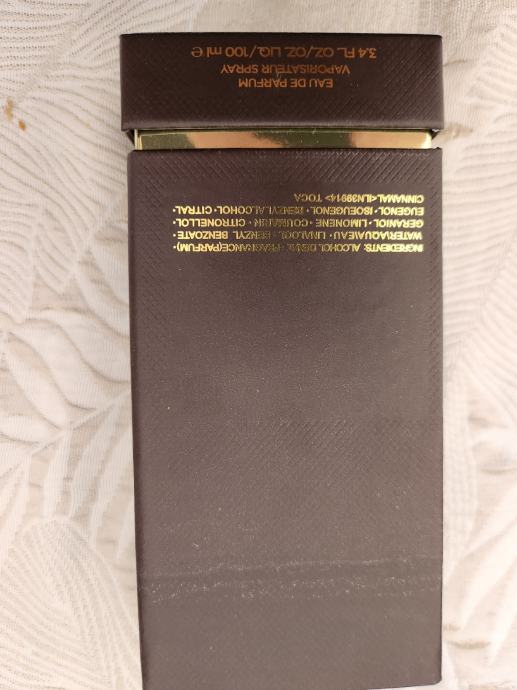 INGREDIENTS: ALCOHOL DENAT. • FRAGRANCE(PARFUM) •
WATER\AQUA\EAU • LINALOOL • BENZYL BENZOATE
GERANIOL • LIMONENE • COUMARIN • CITRONELLOL •
EUGENOL • ISOEUGENOL • BENZYL ALCOHOL • CITRAL •
CINNAMAL<ILN39914> TOCA
EAU DE PARFUM
VAPORISATEUR SPRAY
3.4 FL. OZ./OZ. LIQ./100 ml ℮